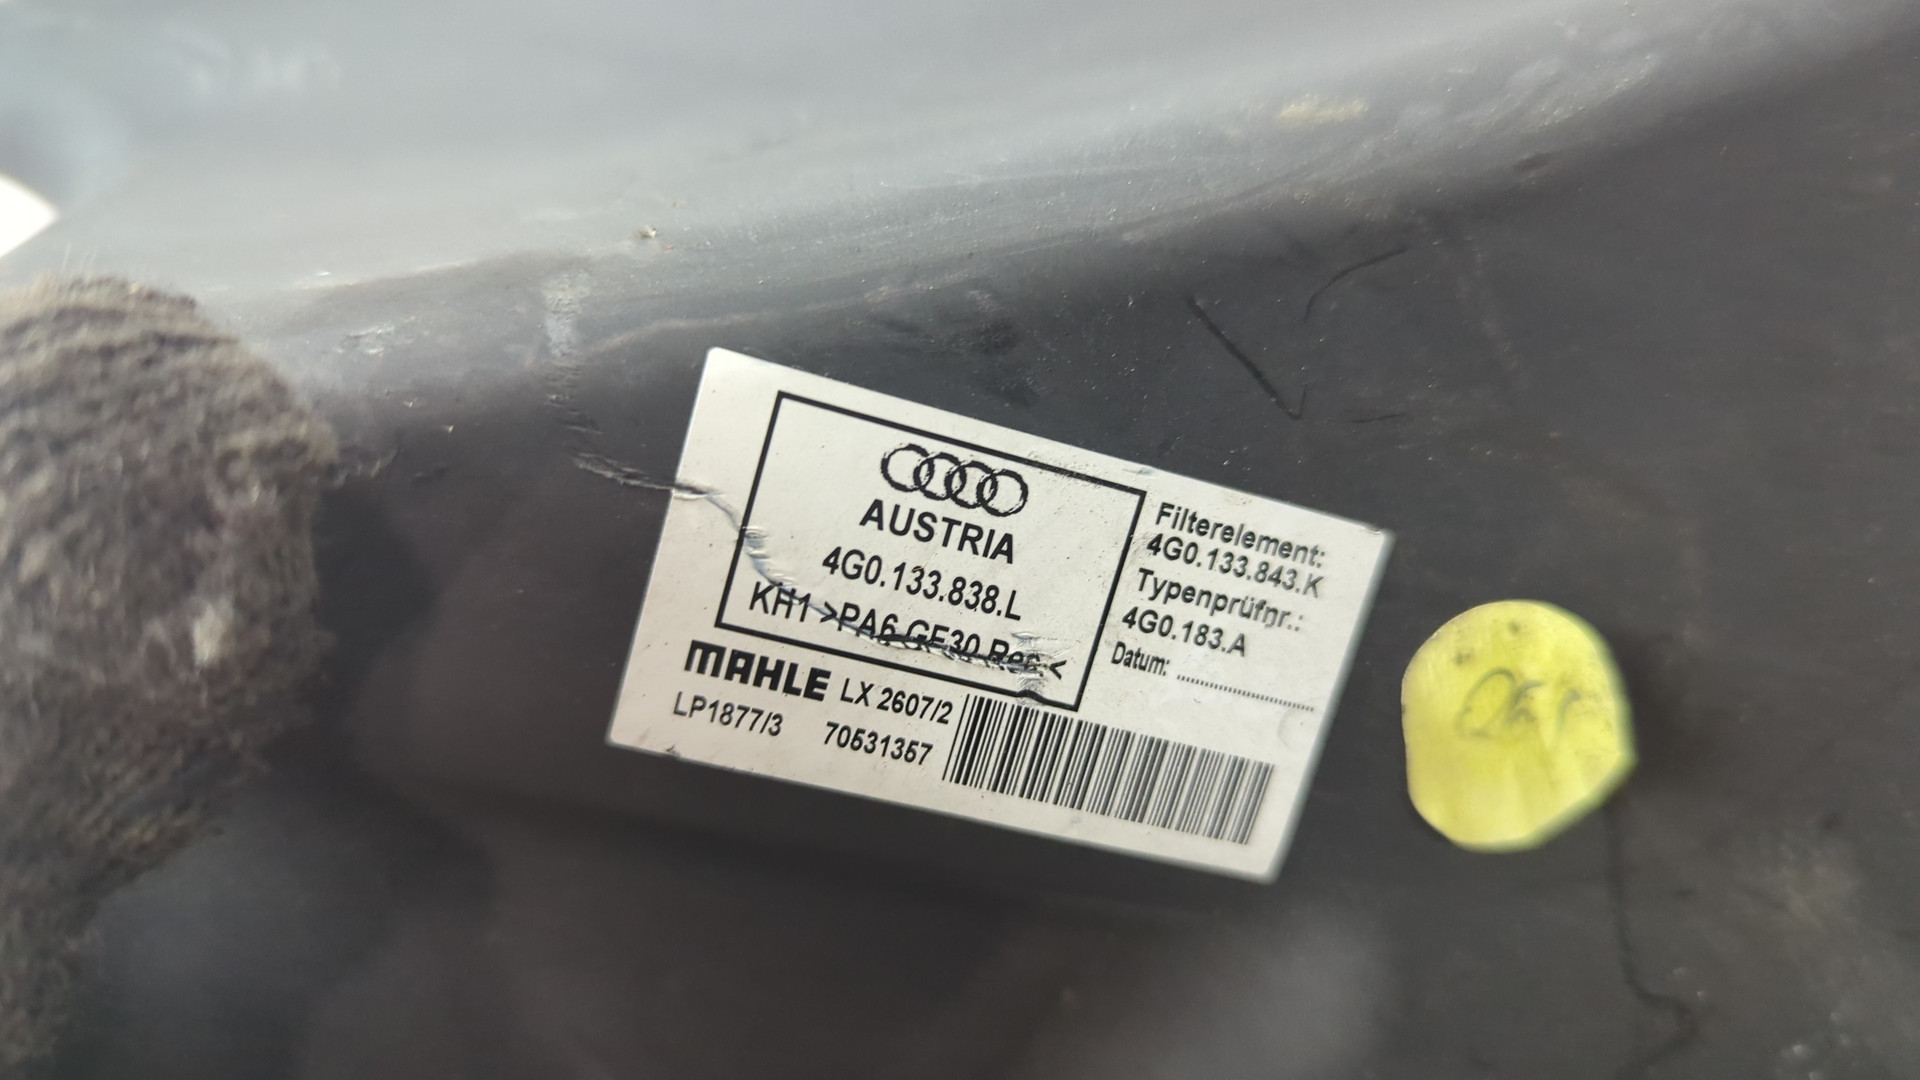 AUSTRIA
4G0.133.838.L
KH1 >PA6 GF30 Rec.<
Filterelement:
4G0.133.843.K
Typenprüfnr.:
4G0.183.A
Datum: ........................
MAHLE LX 2607/2
LP1877/3 70531357